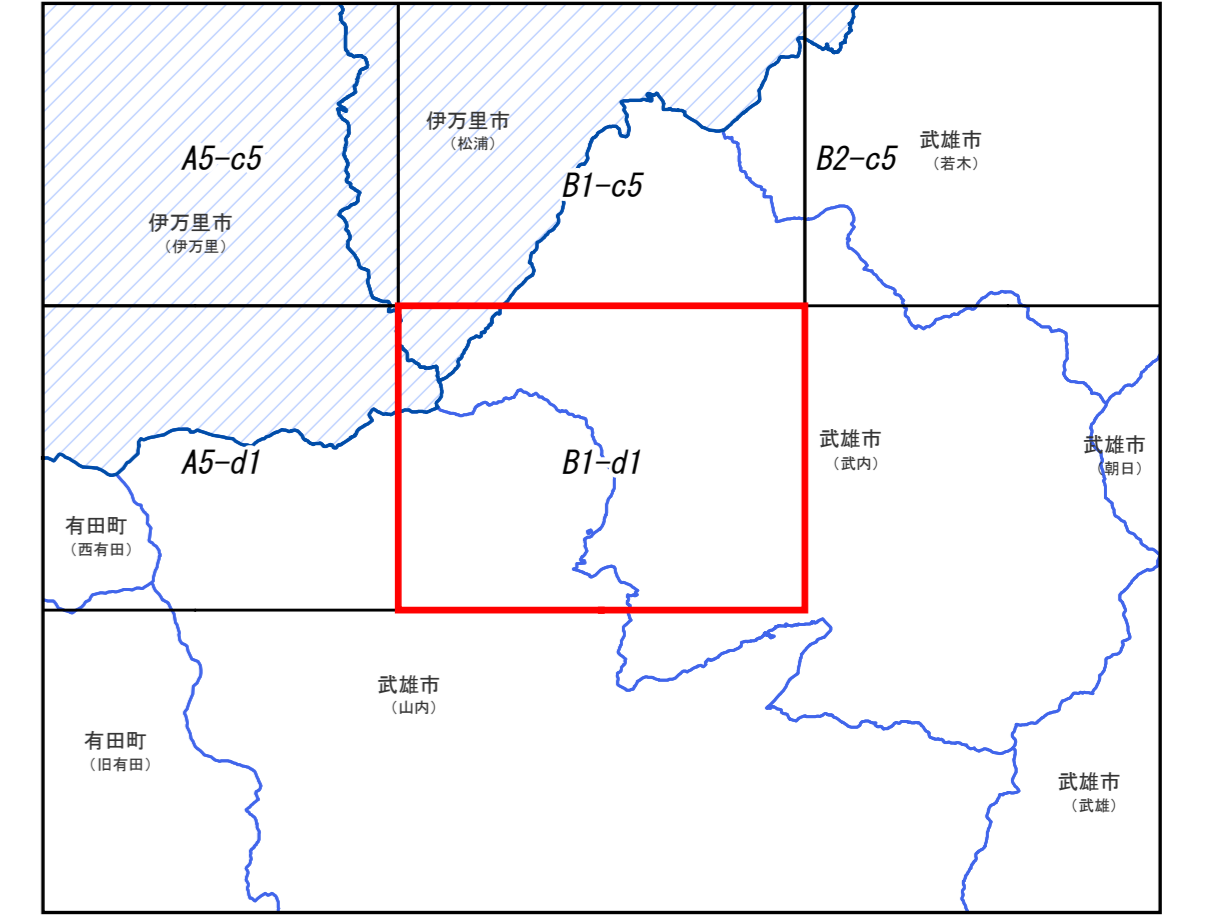 伊万里市
(松浦)
武雄市
(若木)
A5-c5
B1-c5
B2-c5
伊万里市
(伊万里)
A5-d1
B1-d1
武雄市
(武内)
武雄市
(朝日)
有田町
(西有田)
武雄市
(山内)
有田町
(旧有田)
武雄市
(武雄)